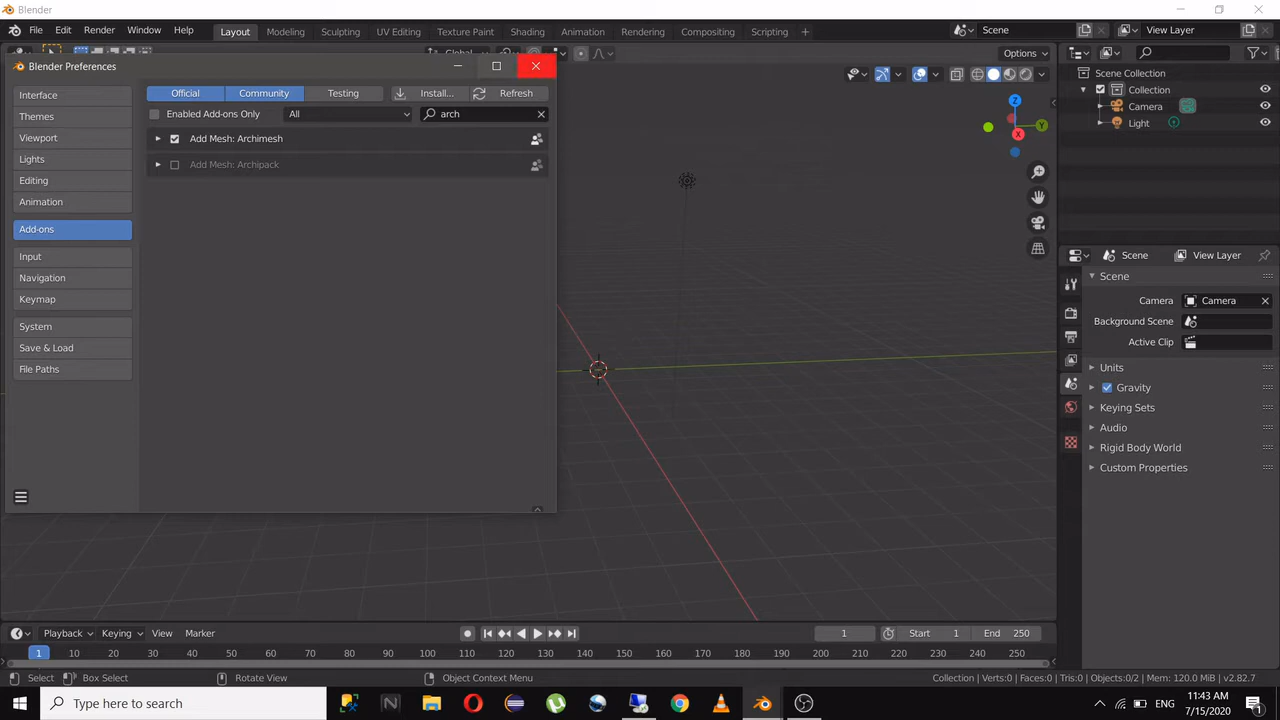 Blender
File Edit Render Window Help Layout Modeling Sculpting UV Editing Texture Paint Shading Animation Rendering Compositing Scripting + Scene View Layer
Global Options
Blender Preferences
Interface
Themes
Viewport
Lights
Editing
Animation
Add-ons
Input
Navigation
Keymap
System
Save & Load
File Paths
Official Community Testing Install... Refresh
Enabled Add-ons Only All arch
Add Mesh: Archimesh
Add Mesh: Archipack
Z
Y
X
Scene Collection
Collection
Camera
Light
Scene View Layer
Scene
Camera Camera
Background Scene
Active Clip
Units
Gravity
Keying Sets
Audio
Rigid Body World
Custom Properties
Playback Keying View Marker 1 Start 1 End 250
1 10 20 30 40 50 60 70 80 90 100 110 120 130 140 150 160 170 180 190 200 210 220 230 240 250
Select Box Select Rotate View Object Context Menu Collection | Verts:0 | Faces:0 | Tris:0 | Objects:0/2 | Mem: 120.0 MiB | v2.82.7
Type here to search ENG 11:43 AM
7/15/2020 1